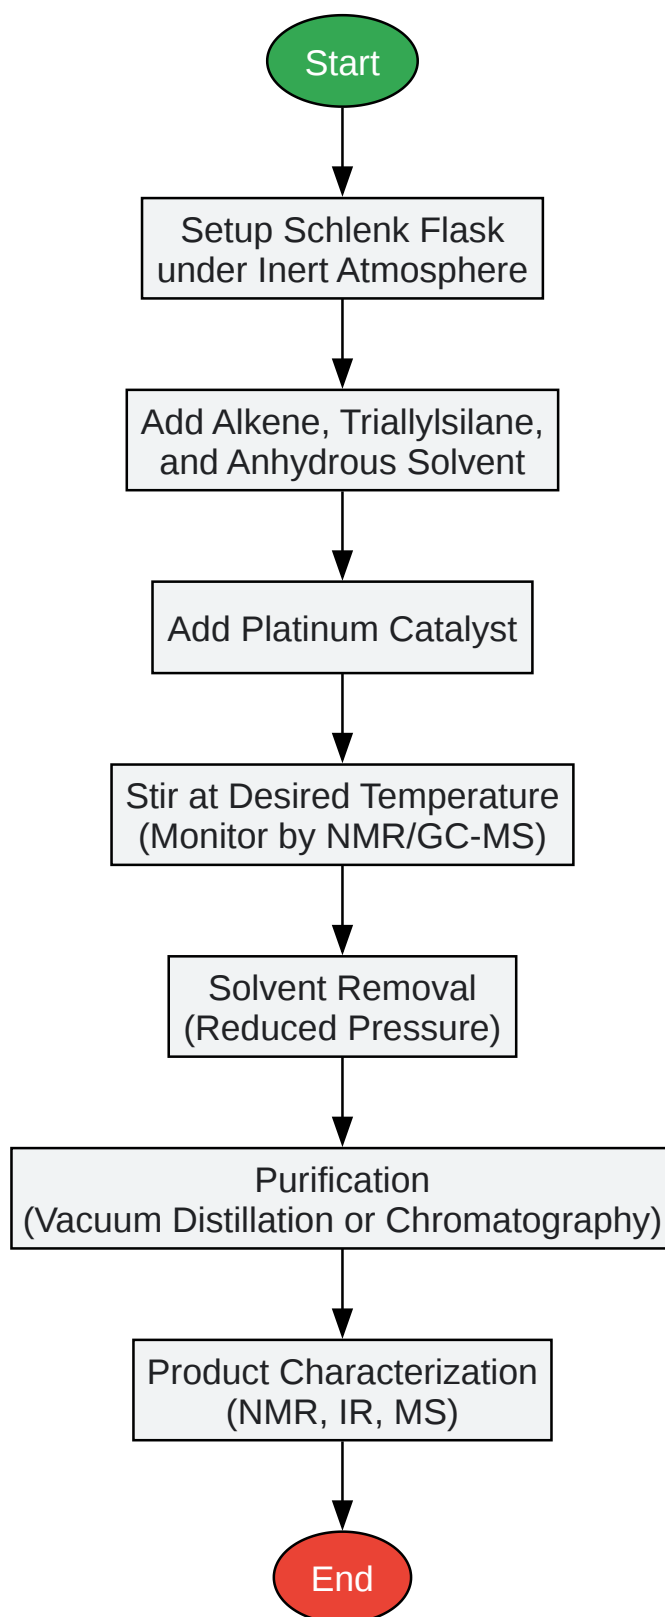 Start
Setup Schlenk Flask
under Inert Atmosphere
Add Alkene, Triallylsilane,
and Anhydrous Solvent
Add Platinum Catalyst
Stir at Desired Temperature
(Monitor by NMR/GC-MS)
Solvent Removal
(Reduced Pressure)
Purification
(Vacuum Distillation or Chromatography)
Product Characterization
(NMR, IR, MS)
End